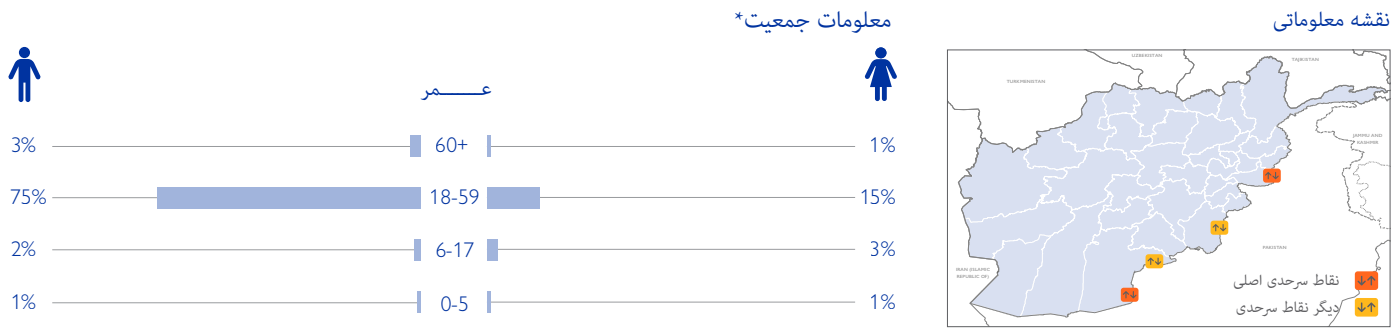 نقشه معلوماتی
معلومات جمعیت*
عـــــمر
3% 60+ 1%
75% 18-59 15%
2% 6-17 3%
1% 0-5 1%
UZBEKISTAN
TAJIKISTAN
TURKMENISTAN
JAMMU AND
KASHMIR
PAKISTAN
IRAN (ISLAMIC
REPUBLIC OF)
نقاط سرحدی اصلی
دیگر نقاط سرحدی